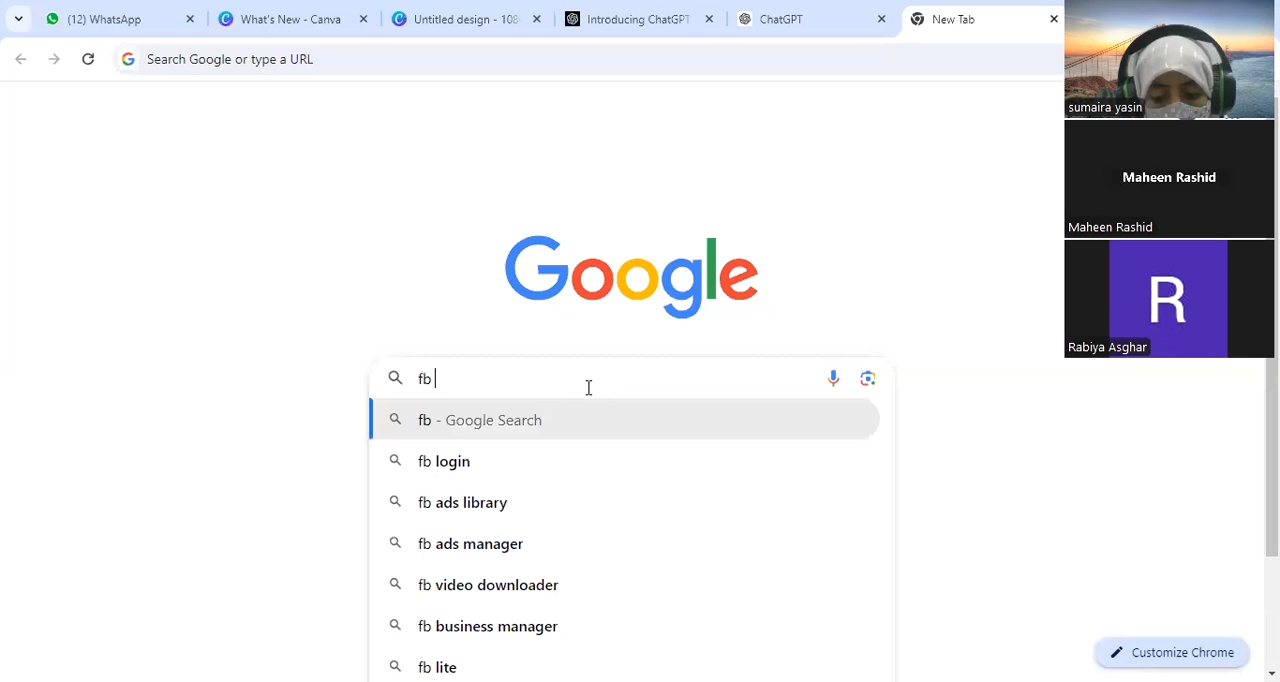 (12) WhatsApp
What's New - Canva
Untitled design - 108
Introducing ChatGPT
ChatGPT
New Tab
Search Google or type a URL
sumaira yasin
Maheen Rashid
Maheen Rashid
R
Rabiya Asghar
Google
fb
fb - Google Search
fb login
fb ads library
fb ads manager
fb video downloader
fb business manager
fb lite
Customize Chrome